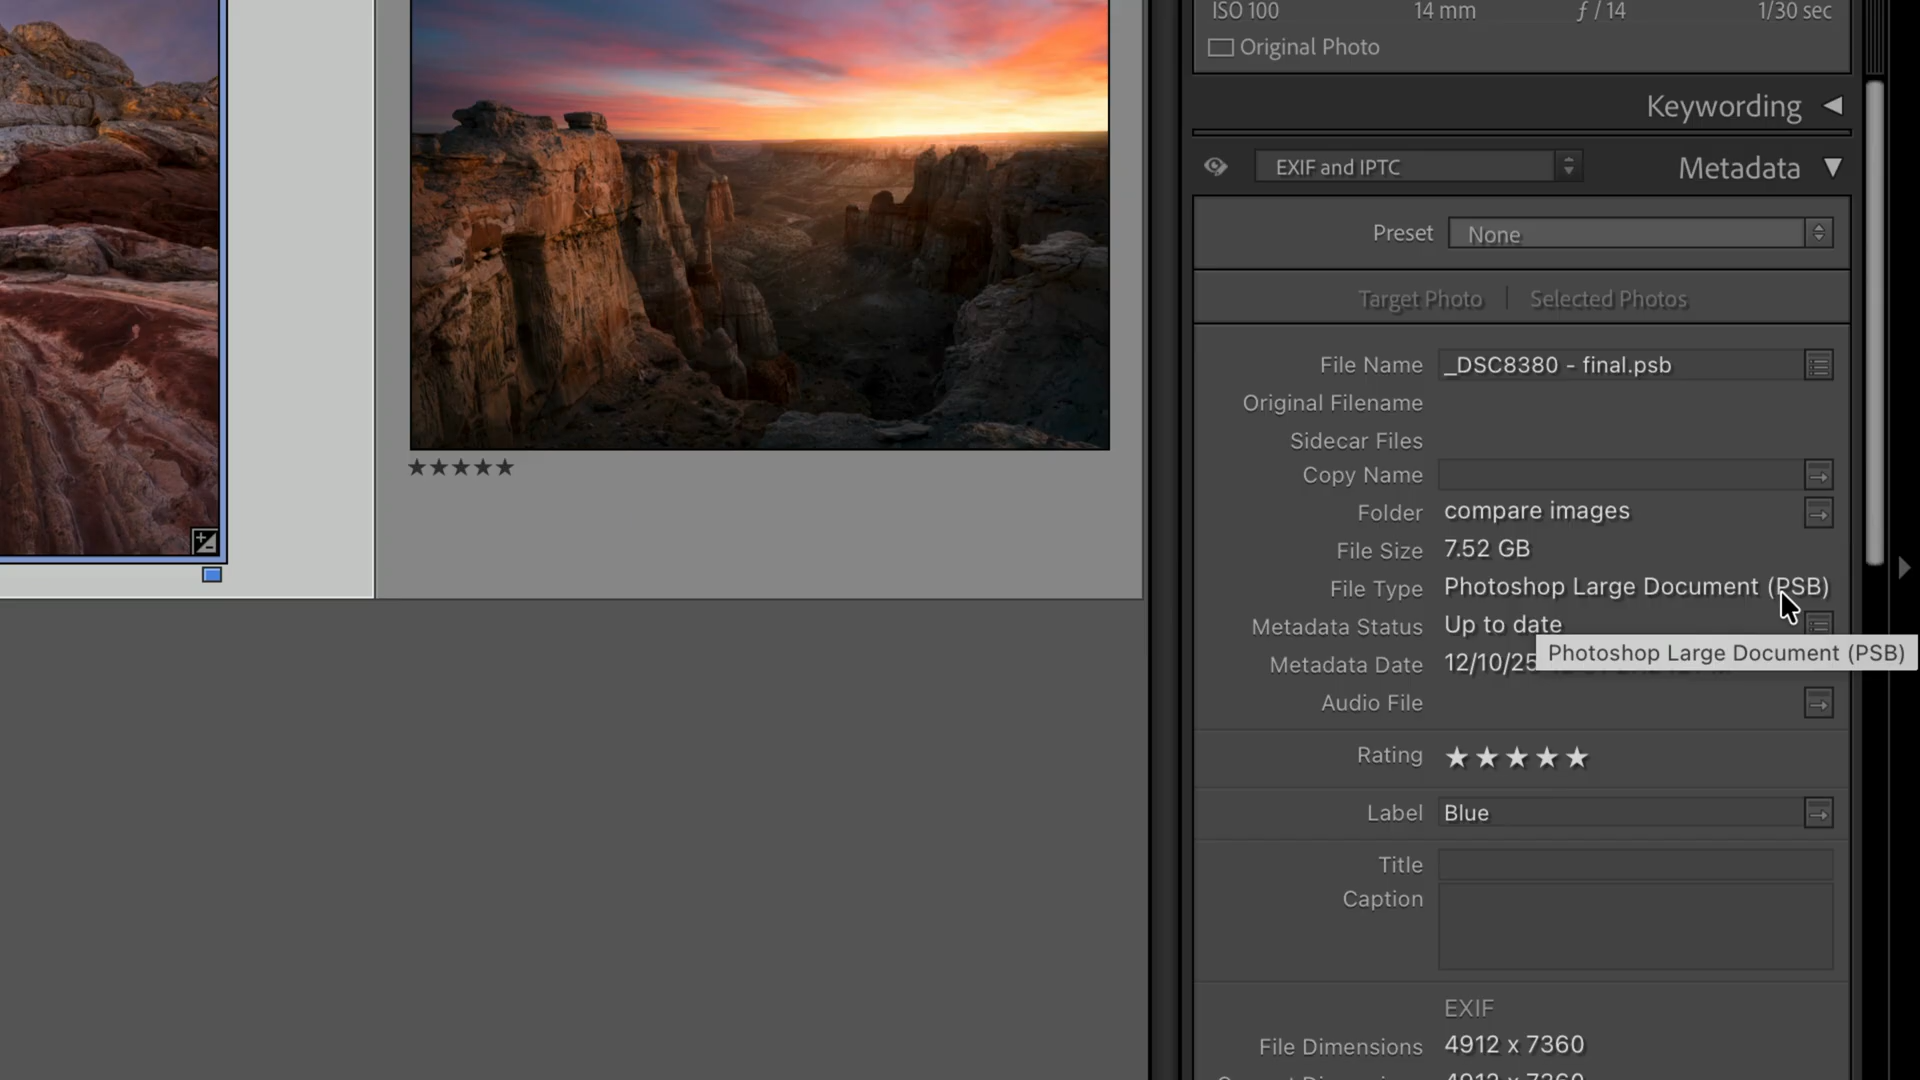 ISO 100 14 mm ƒ / 14 1/30 sec
Original Photo
Keywording
EXIF and IPTC Metadata
Preset None
Target Photo Selected Photos
File Name _DSC8380 - final.psb
Original Filename
Sidecar Files
Copy Name
Folder compare images
File Size 7.52 GB
File Type Photoshop Large Document (PSB)
Metadata Status Up to date
Photoshop Large Document (PSB)
Metadata Date 12/10/25
Audio File
Rating ★★★★★
Label Blue
Title
Caption
EXIF
File Dimensions 4912 x 7360